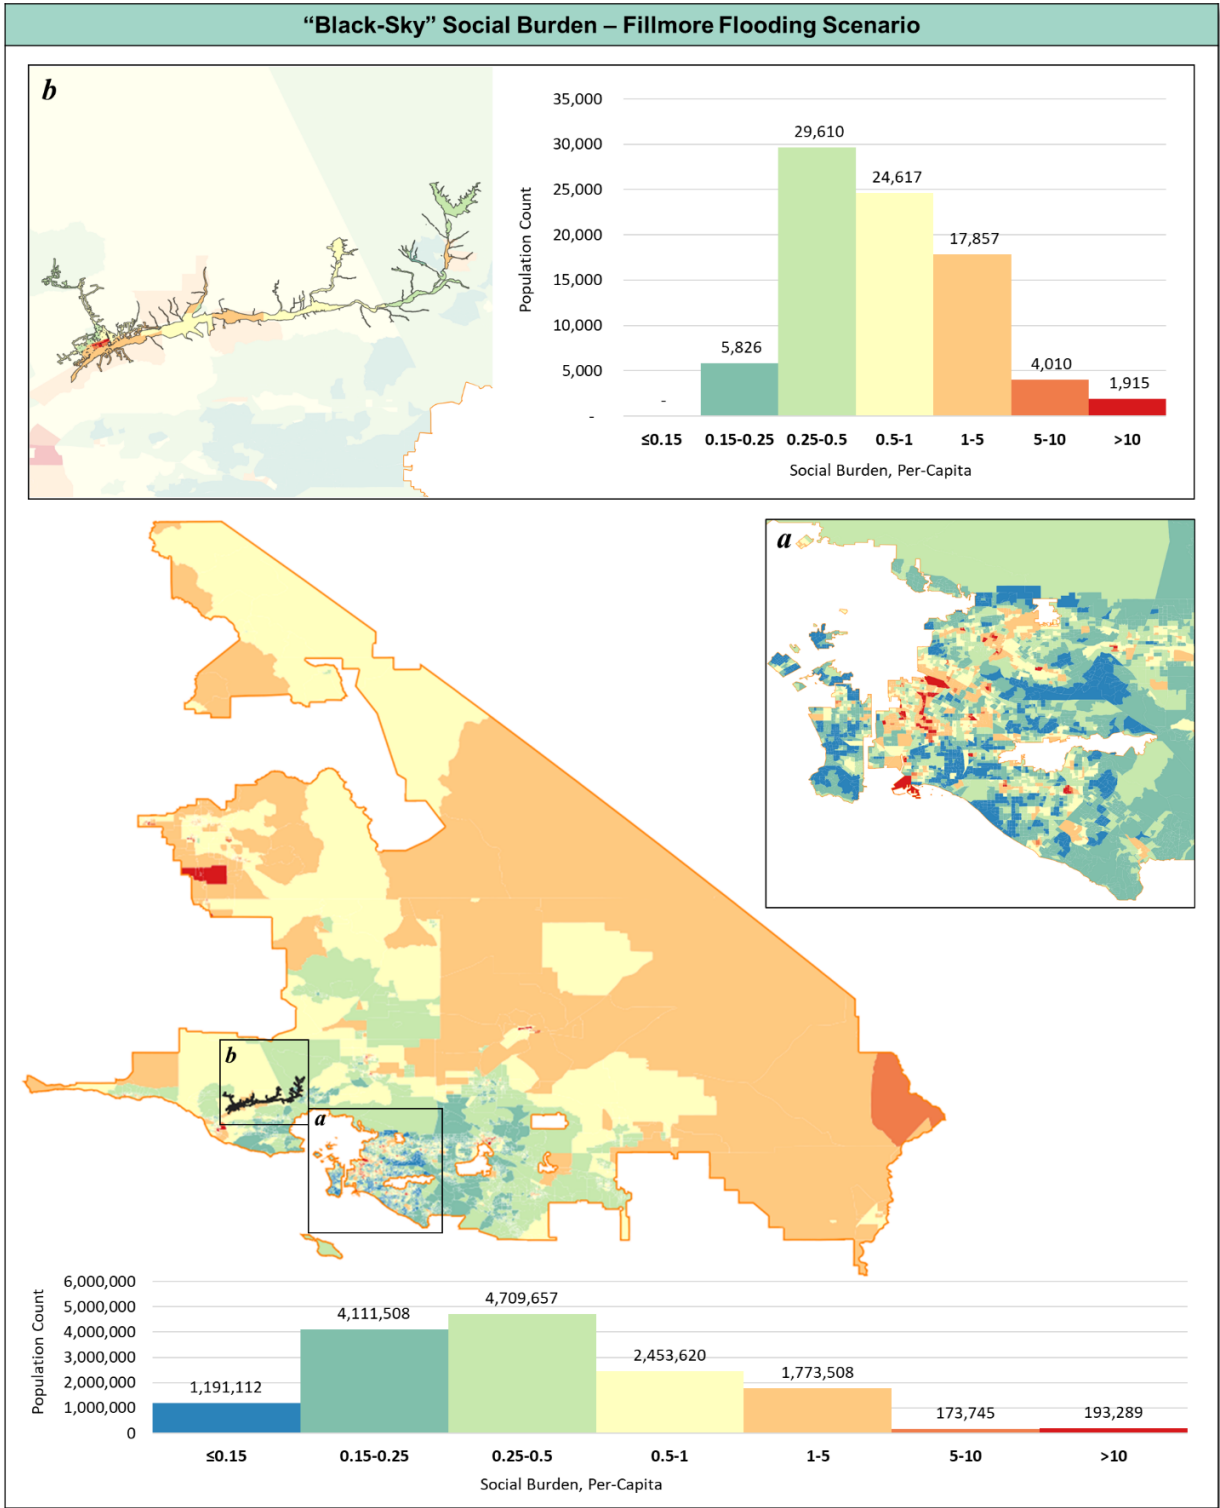 “Black-Sky” Social Burden – Fillmore Flooding Scenario
b
35,000
30,000
25,000
20,000
15,000
10,000
5,000
-
Population Count
-
5,826
29,610
24,617
17,857
4,010
1,915
≤0.15 0.15-0.25 0.25-0.5 0.5-1 1-5 5-10 >10
Social Burden, Per-Capita
a
b
a
6,000,000
5,000,000
4,000,000
3,000,000
2,000,000
1,000,000
0
Population Count
1,191,112
4,111,508
4,709,657
2,453,620
1,773,508
173,745
193,289
≤0.15 0.15-0.25 0.25-0.5 0.5-1 1-5 5-10 >10
Social Burden, Per-Capita